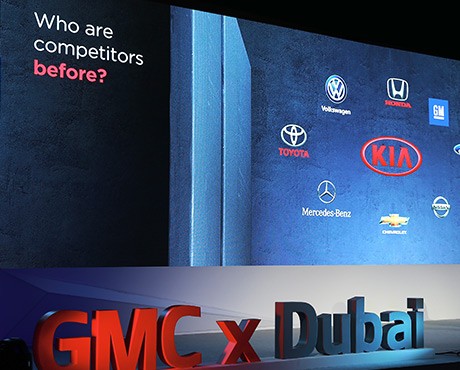 Who are
competitors
before?
Volkswagen
HONDA
GM
TOYOTA
KIA
Mercedes-Benz
CHEVROLET
GMC x Dubai